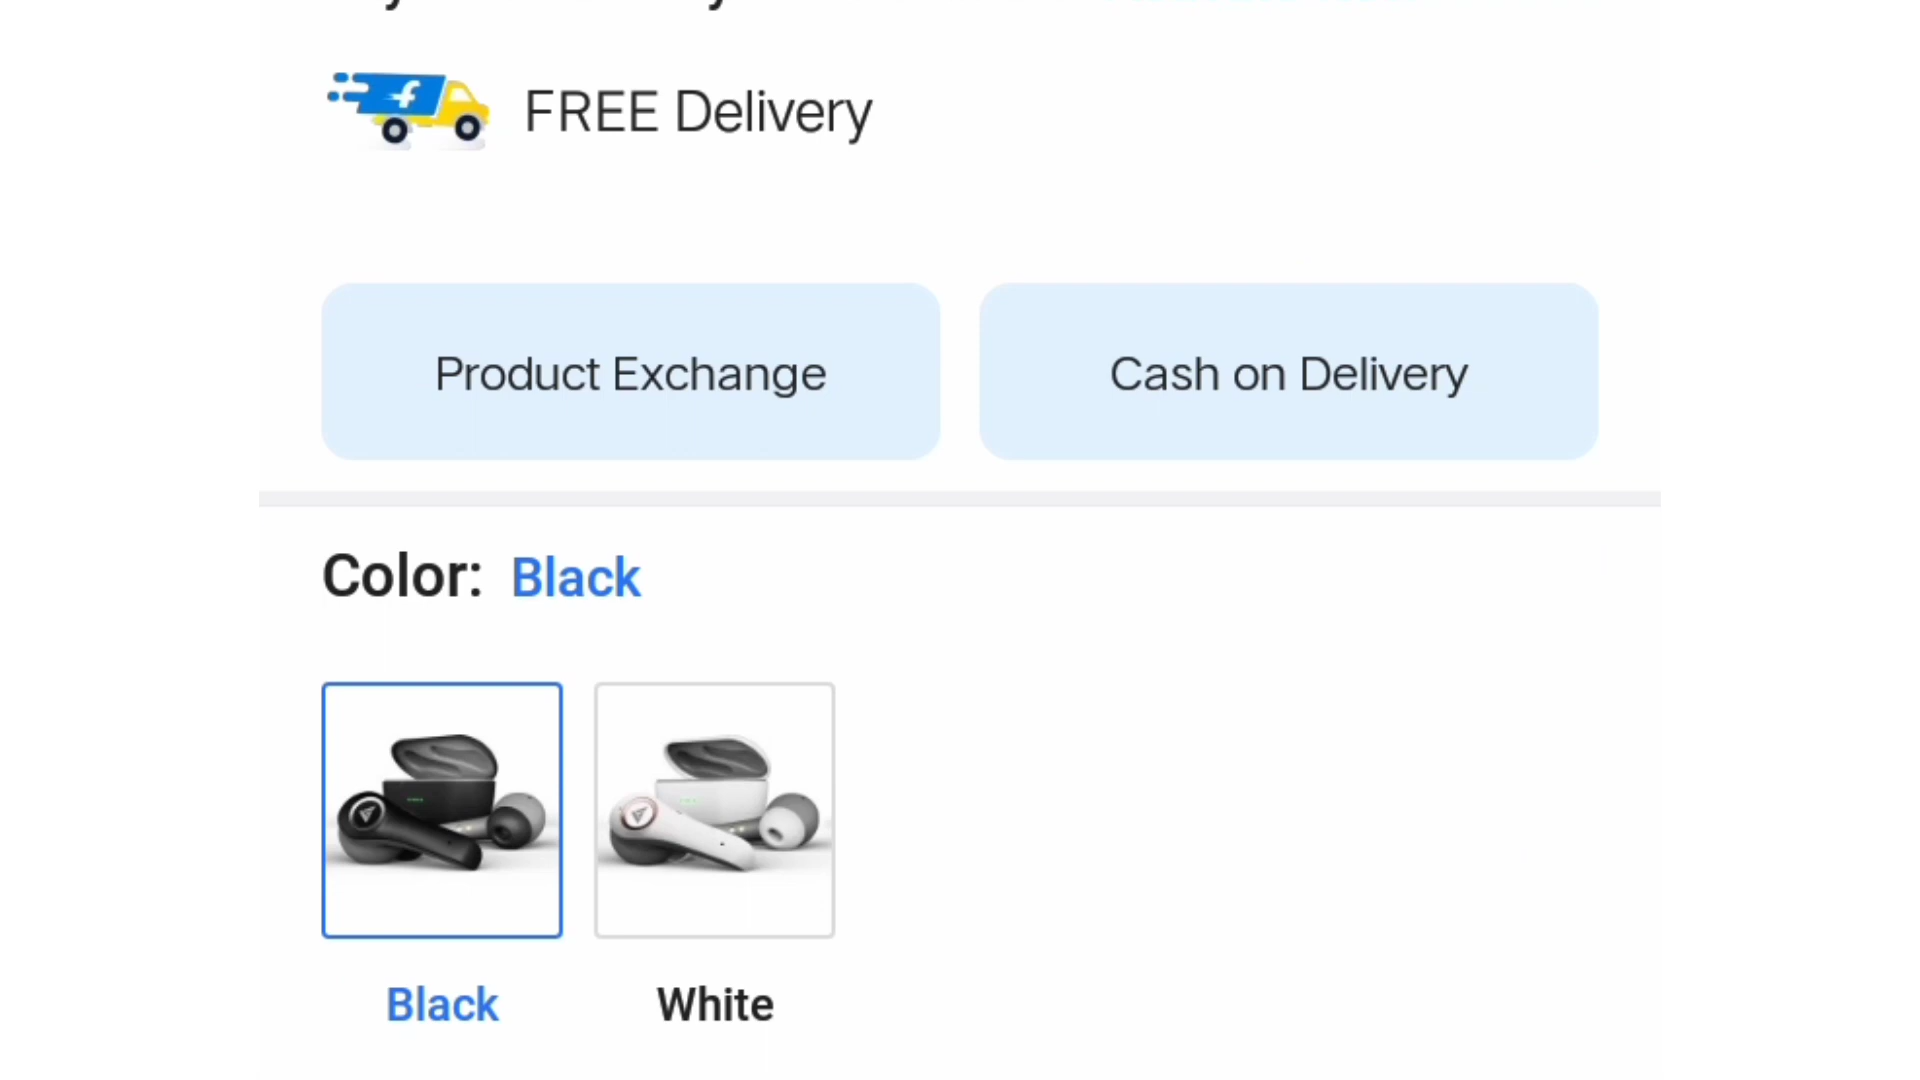 FREE Delivery
Product Exchange
Cash on Delivery
Color: Black
Black
White